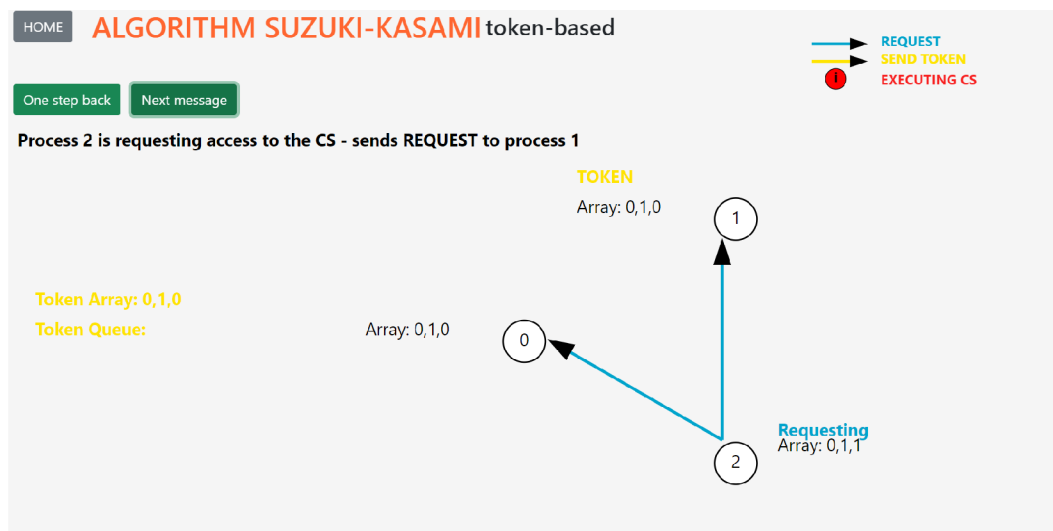 HOME
ALGORITHM SUZUKI-KASAMI token-based
REQUEST
SEND TOKEN
i EXECUTING CS
One step back
Next message
Process 2 is requesting access to the CS - sends REQUEST to process 1
TOKEN
Array: 0,1,0
1
Token Array: 0,1,0
Token Queue:
Array: 0,1,0
0
Requesting
Array: 0,1,1
2